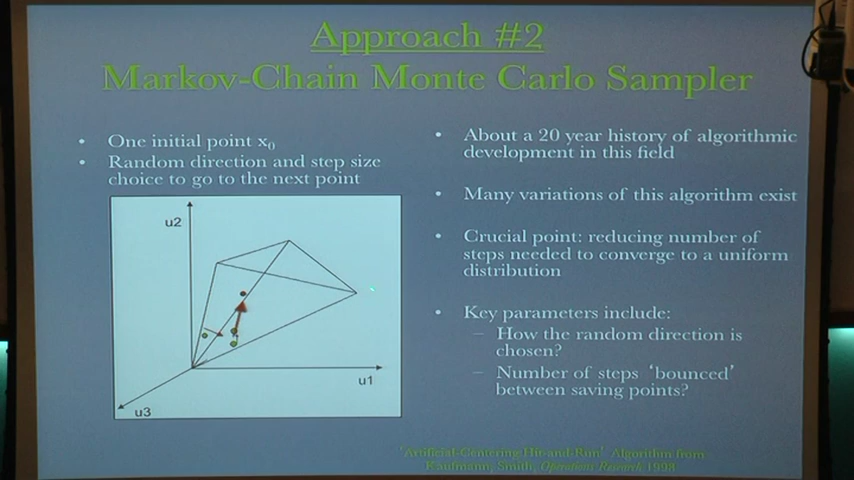 Approach #2
Markov-Chain Monte Carlo Sampler
• One initial point x₀
• Random direction and step size
choice to go to the next point
u2
u1
u3
• About a 20 year history of algorithmic
development in this field
• Many variations of this algorithm exist
• Crucial point: reducing number of
steps needed to converge to a uniform
distribution
• Key parameters include:
– How the random direction is
chosen?
– Number of steps 'bounced'
between saving points?
'Artificial-Centering Hit-and-Run' Algorithm from
Kaufmann, Smith, Operations Research 1998